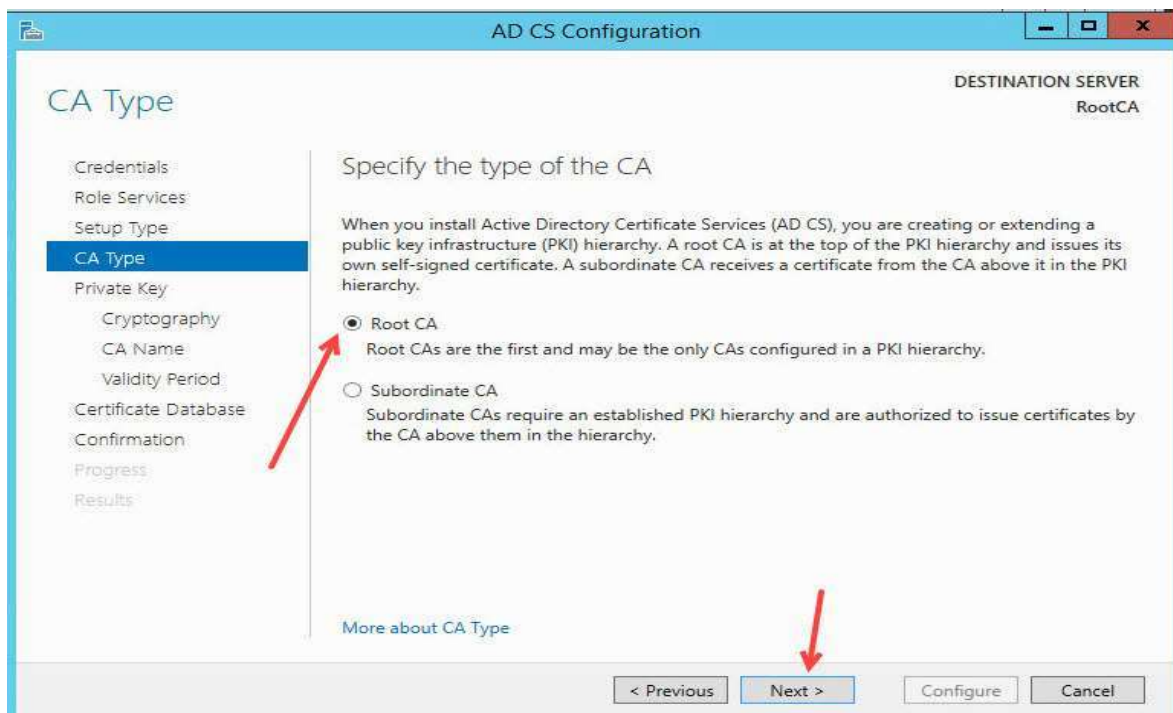 AD CS Configuration
DESTINATION SERVER
RootCA
CA Type
Credentials
Role Services
Setup Type
CA Type
Private Key
Cryptography
CA Name
Validity Period
Certificate Database
Confirmation
Progress
Results
Specify the type of the CA
When you install Active Directory Certificate Services (AD CS), you are creating or extending a
public key infrastructure (PKI) hierarchy. A root CA is at the top of the PKI hierarchy and issues its
own self-signed certificate. A subordinate CA receives a certificate from the CA above it in the PKI
hierarchy.
Root CA
Root CAs are the first and may be the only CAs configured in a PKI hierarchy.
Subordinate CA
Subordinate CAs require an established PKI hierarchy and are authorized to issue certificates by
the CA above them in the hierarchy.
More about CA Type
< Previous
Next >
Configure
Cancel